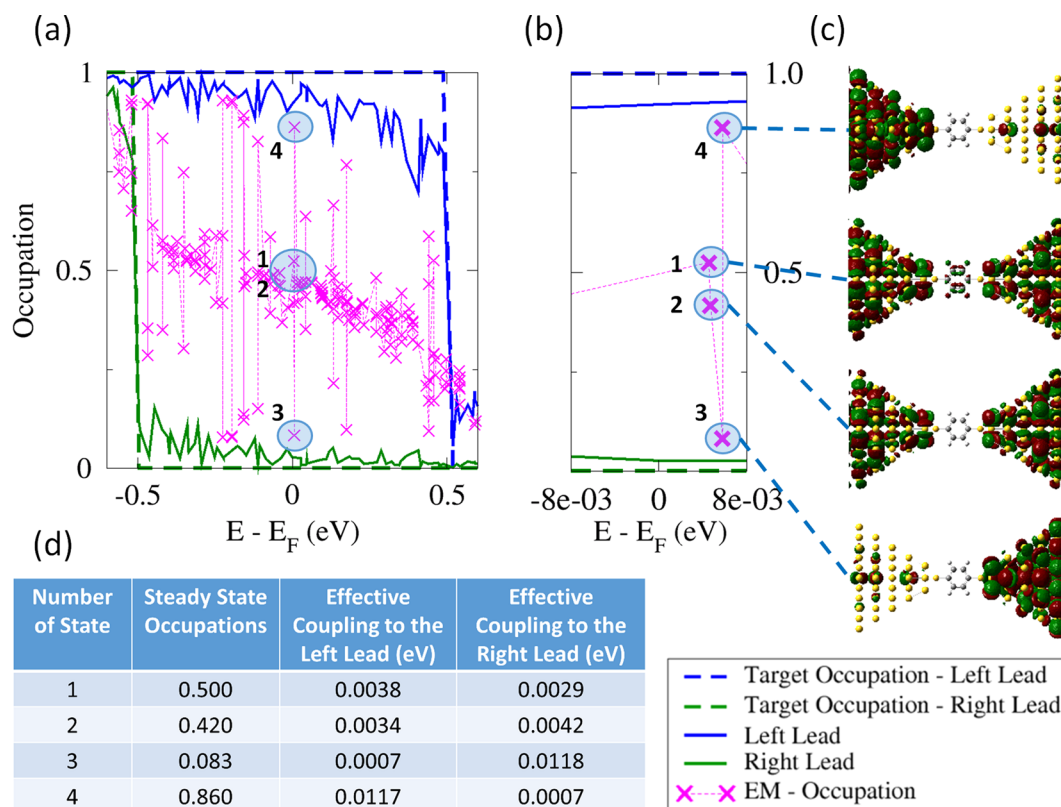 (a)
(b)
(c)
Occupation
1
0.5
0
4
1
2
3
-0.5
0
0.5
E - E_F (eV)
1.0
0.5
0
4
1
2
3
-8e-03
0
8e-03
E - E_F (eV)
(d)
Number of State
Steady State Occupations
Effective Coupling to the Left Lead (eV)
Effective Coupling to the Right Lead (eV)
1 0.500 0.0038 0.0029
2 0.420 0.0034 0.0042
3 0.083 0.0007 0.0118
4 0.860 0.0117 0.0007
Target Occupation - Left Lead
Target Occupation - Right Lead
Left Lead
Right Lead
EM - Occupation